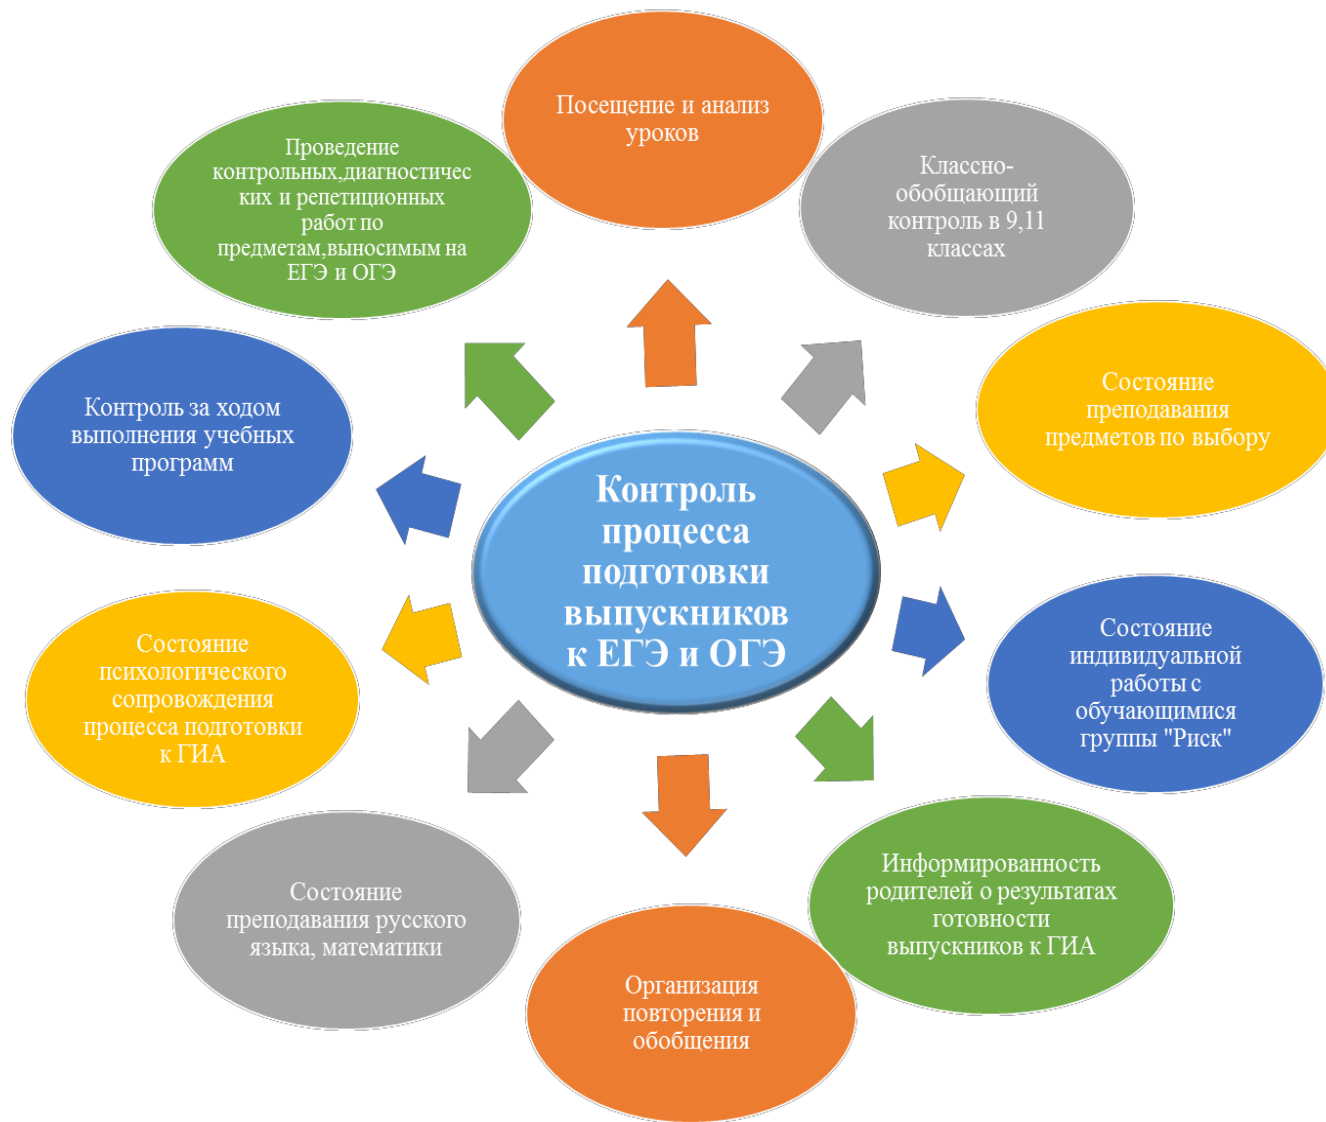 Посещение и анализ
уроков
Проведение
контрольных,диагностичес
ких и репетиционных
работ по
предметам,выносимым на
ЕГЭ и ОГЭ
Классно-
обобщающий
контроль в 9,11
классах
Состояние
преподавания
предметов по выбору
Контроль за ходом
выполнения учебных
программ
Контроль
процесса
подготовки
выпускников
к ЕГЭ и ОГЭ
Состояние
индивидуальной
работы с
обучающимися
группы "Риск"
Состояние
психологического
сопровождения
процесса подготовки
к ГИА
Информированность
родителей о результатах
готовности
выпускников к ГИА
Состояние
преподавания русского
языка, математики
Организация
повторения и
обобщения